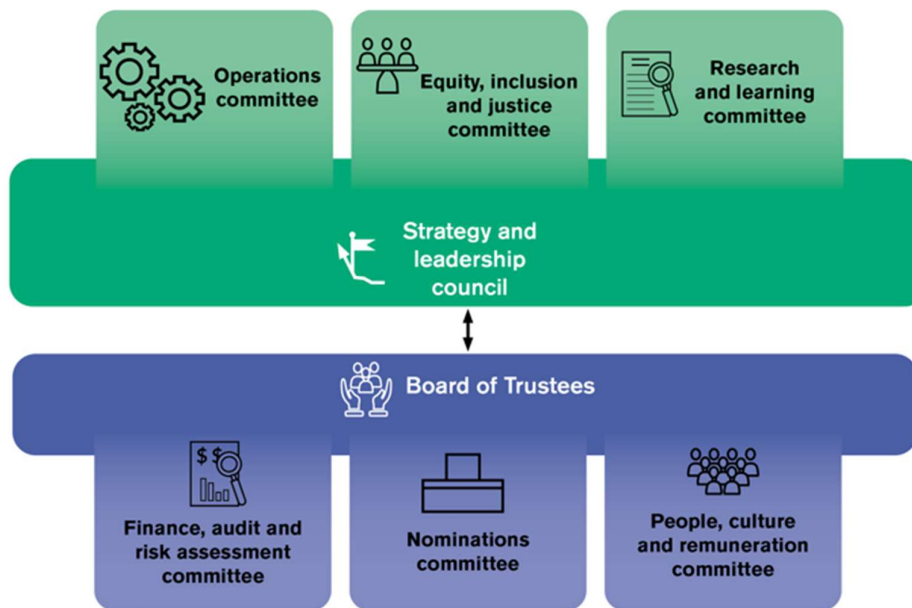 Operations
committee
Equity, inclusion
and justice
committee
Research
and learning
committee
Strategy and
leadership
council
Board of Trustees
$ $
Finance, audit and
risk assessment
committee
Nominations
committee
People, culture
and remuneration
committee